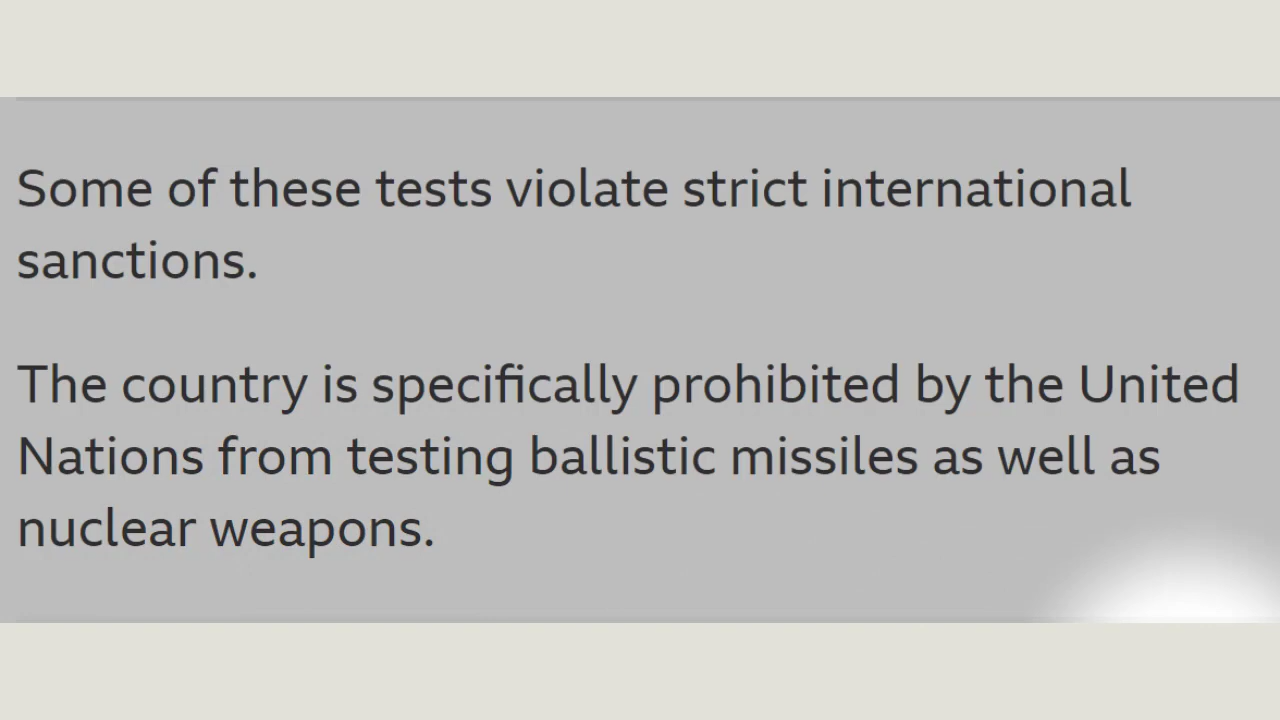 Some of these tests violate strict international
sanctions.
The country is specifically prohibited by the United
Nations from testing ballistic missiles as well as
nuclear weapons.